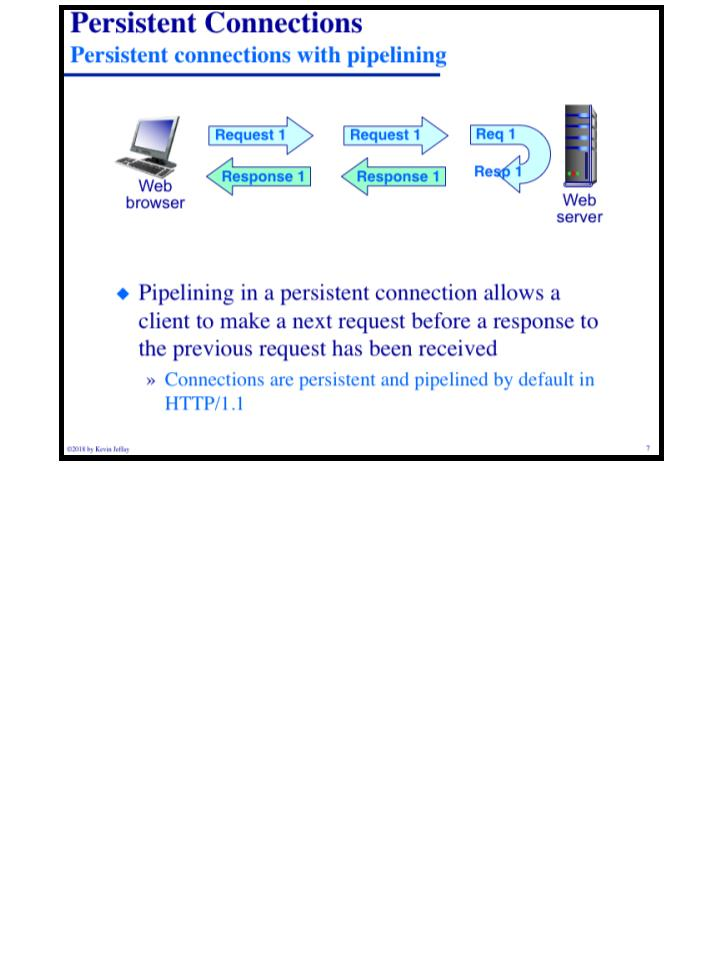 Persistent Connections
Persistent connections with pipelining
Request 1
Request 1
Req 1
Response 1
Response 1
Resp 1
Web
browser
Web
server
Pipelining in a persistent connection allows a
client to make a next request before a response to
the previous request has been received
» Connections are persistent and pipelined by default in
HTTP/1.1
©2018 by Kevin Jeffay
7